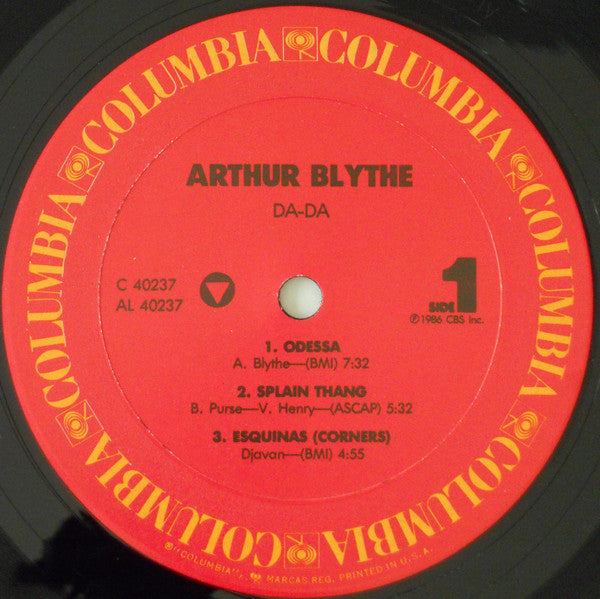 COLUMBIA COLUMBIA COLUMBIA COLUMBIA COLUMBIA COLUMBIA
ARTHUR BLYTHE
DA-DA
C 40237
AL 40237
SIDE 1
℗1986 CBS Inc.
1. ODESSA
A. Blythe—(BMI) 7:32
2. SPLAIN THANG
B. Purse—V. Henry—(ASCAP) 5:32
3. ESQUINAS (CORNERS)
Djavan—(BMI) 4:55
®"COLUMBIA", MARCAS REG. PRINTED IN U.S.A.